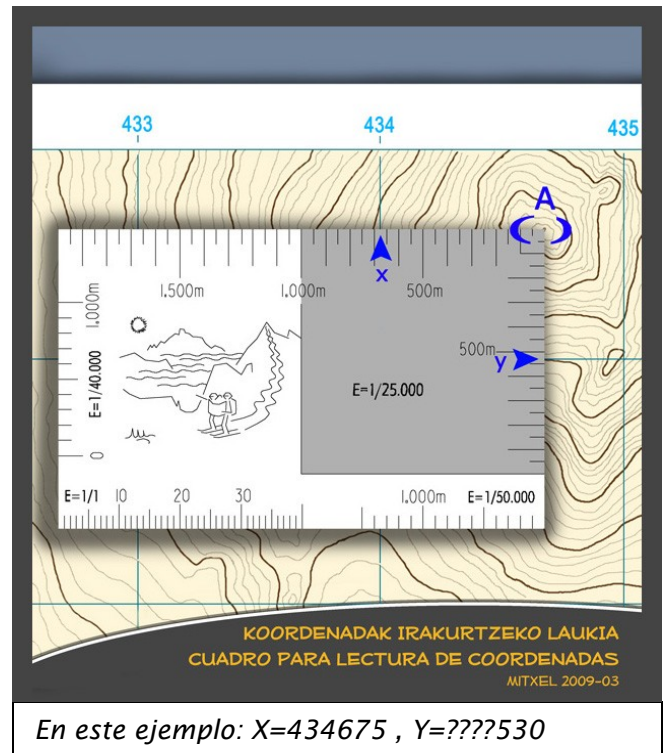 433 434 435
A
x
1.500m 1.000m 500m
1.000m
500m
y
E=1/40.000
E=1/25.000
0
E=1/1 10 20 30 1.000m E=1/50.000
KOORDENADAK IRAKURTZEKO LAUKIA
CUADRO PARA LECTURA DE COORDENADAS
MITXEL 2009-03
En este ejemplo: X=434675 , Y=????530